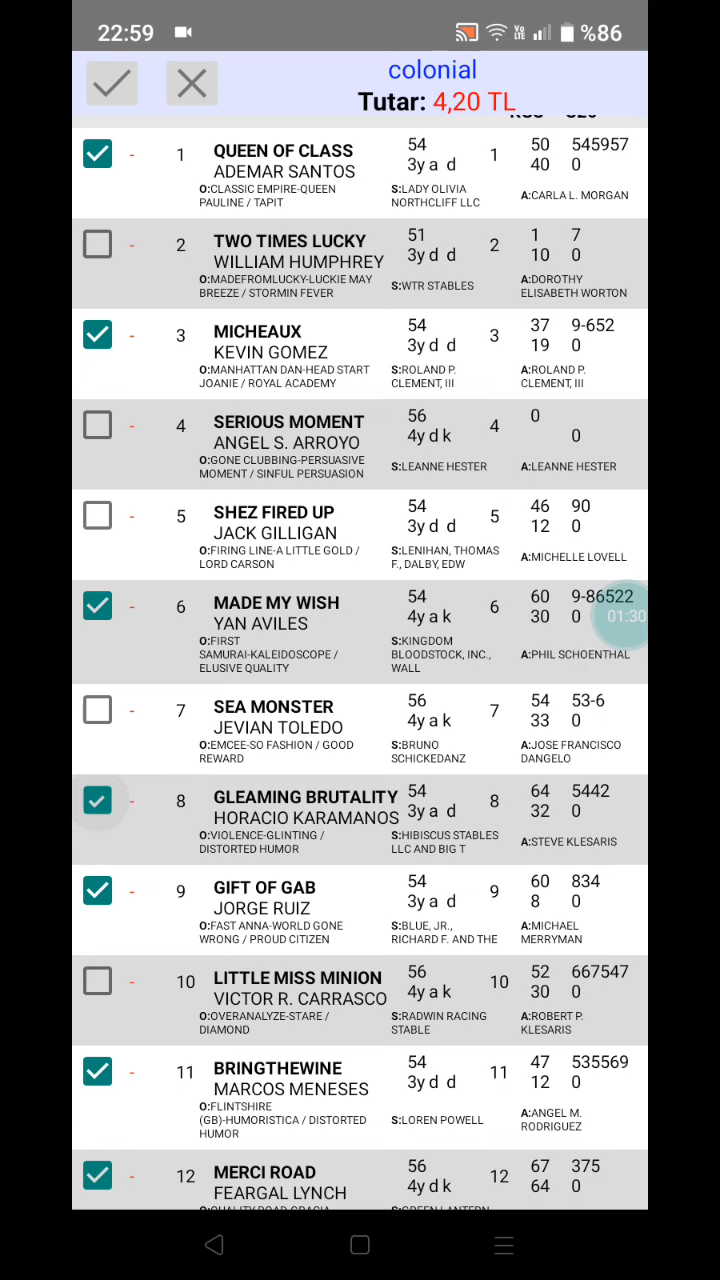 22:59 Vo LTE %86
colonial
Tutar: 4,20 TL
1 QUEEN OF CLASS 54 1 50 545957
ADEMAR SANTOS 3y a d 40 0
O:CLASSIC EMPIRE-QUEEN PAULINE / TAPIT S:LADY OLIVIA NORTHCLIFF LLC A:CARLA L. MORGAN
2 TWO TIMES LUCKY 51 2 1 7
WILLIAM HUMPHREY 3y d d 10 0
O:MADEFROMLUCKY-LUCKIE MAY BREEZE / STORMIN FEVER S:WTR STABLES A:DOROTHY ELISABETH WORTON
3 MICHEAUX 54 3 37 9-652
KEVIN GOMEZ 3y d d 19 0
O:MANHATTAN DAN-HEAD START JOANIE / ROYAL ACADEMY S:ROLAND P. CLEMENT, III A:ROLAND P. CLEMENT, III
4 SERIOUS MOMENT 56 4 0
ANGEL S. ARROYO 4y d k 0
O:GONE CLUBBING-PERSUASIVE MOMENT / SINFUL PERSUASION S:LEANNE HESTER A:LEANNE HESTER
5 SHEZ FIRED UP 54 5 46 90
JACK GILLIGAN 3y d d 12 0
O:FIRING LINE-A LITTLE GOLD / LORD CARSON S:LENIHAN, THOMAS F., DALBY, EDW A:MICHELLE LOVELL
6 MADE MY WISH 54 6 60 9-86522
YAN AVILES 4y a k 30 0 01:30
O:FIRST SAMURAI-KALEIDOSCOPE / ELUSIVE QUALITY S:KINGDOM BLOODSTOCK, INC., WALL A:PHIL SCHOENTHAL
7 SEA MONSTER 56 7 54 53-6
JEVIAN TOLEDO 4y a k 33 0
O:EMCEE-SO FASHION / GOOD REWARD S:BRUNO SCHICKEDANZ A:JOSE FRANCISCO DANGELO
8 GLEAMING BRUTALITY 54 8 64 5442
HORACIO KARAMANOS 3y a d 32 0
O:VIOLENCE-GLINTING / DISTORTED HUMOR S:HIBISCUS STABLES LLC AND BIG T A:STEVE KLESARIS
9 GIFT OF GAB 54 9 60 834
JORGE RUIZ 3y a d 8 0
O:FAST ANNA-WORLD GONE WRONG / PROUD CITIZEN S:BLUE, JR., RICHARD F. AND THE A:MICHAEL MERRYMAN
10 LITTLE MISS MINION 56 10 52 667547
VICTOR R. CARRASCO 4y a k 30 0
O:OVERANALYZE-STARE / DIAMOND S:RADWIN RACING STABLE A:ROBERT P. KLESARIS
11 BRINGTHEWINE 54 11 47 535569
MARCOS MENESES 3y d d 12 0
O:FLINTSHIRE (GB)-HUMORISTICA / DISTORTED HUMOR S:LOREN POWELL A:ANGEL M. RODRIGUEZ
12 MERCI ROAD 56 12 67 375
FEARGAL LYNCH 4y d k 64 0